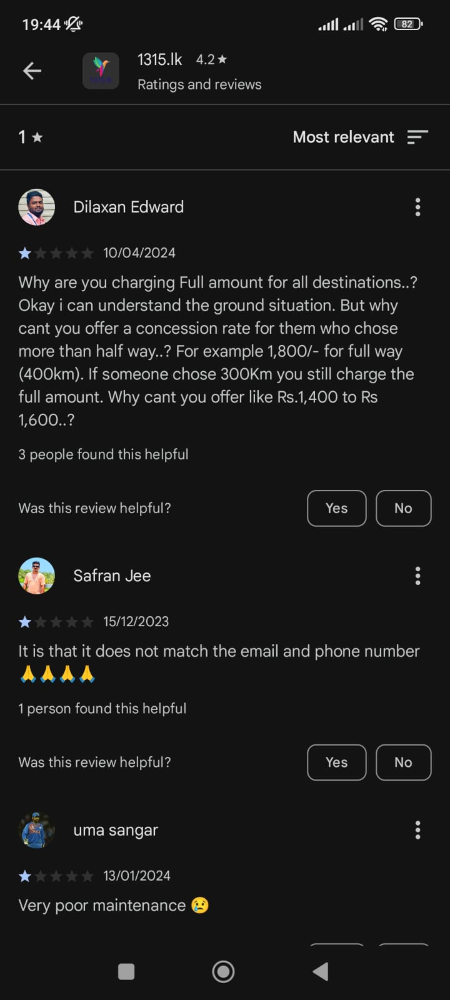 19:44
82
1315.lk 4.2★
Ratings and reviews
1 ★ Most relevant
Dilaxan Edward
10/04/2024
Why are you charging Full amount for all destinations..?
Okay i can understand the ground situation. But why
cant you offer a concession rate for them who chose
more than half way..? For example 1,800/- for full way
(400km). If someone chose 300Km you still charge the
full amount. Why cant you offer like Rs.1,400 to Rs
1,600..?
3 people found this helpful
Was this review helpful? Yes No
Safran Jee
15/12/2023
It is that it does not match the email and phone number
🙏🙏🙏🙏
1 person found this helpful
Was this review helpful? Yes No
uma sangar
13/01/2024
Very poor maintenance 😢